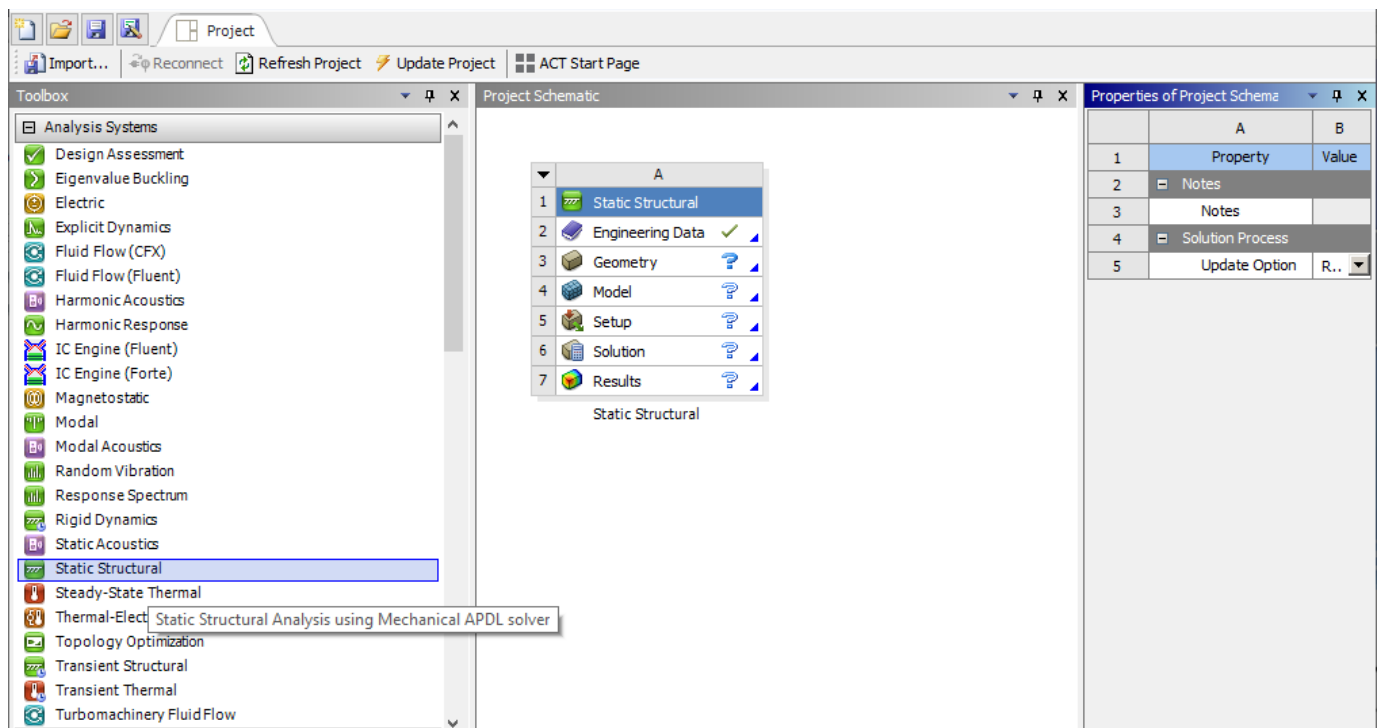 Project
Import... Reconnect Refresh Project Update Project ACT Start Page
Toolbox
Analysis Systems
Design Assessment
Eigenvalue Buckling
Electric
Explicit Dynamics
Fluid Flow (CFX)
Fluid Flow (Fluent)
Harmonic Acoustics
Harmonic Response
IC Engine (Fluent)
IC Engine (Forte)
Magnetostatic
Modal
Modal Acoustics
Random Vibration
Response Spectrum
Rigid Dynamics
Static Acoustics
Static Structural
Steady-State Thermal
Thermal-Elect
Static Structural Analysis using Mechanical APDL solver
Topology Optimization
Transient Structural
Transient Thermal
Turbomachinery Fluid Flow
Project Schematic
A
1 Static Structural
2 Engineering Data
3 Geometry
4 Model
5 Setup
6 Solution
7 Results
Static Structural
Properties of Project Schema
A B
1 Property Value
2 Notes
3 Notes
4 Solution Process
5 Update Option R..